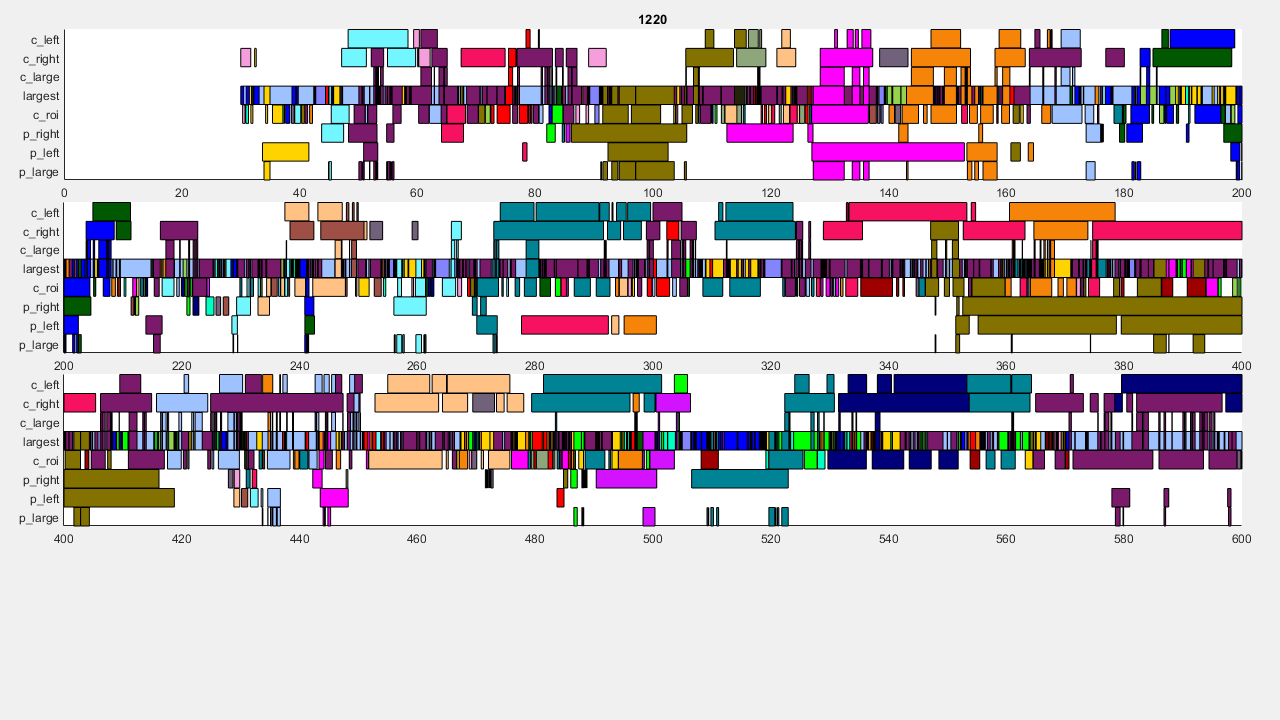 1220
c_left
c_right
c_large
largest
c_roi
p_right
p_left
p_large
0 20 40 60 80 100 120 140 160 180 200
c_left
c_right
c_large
largest
c_roi
p_right
p_left
p_large
200 220 240 260 280 300 320 340 360 380 400
c_left
c_right
c_large
largest
c_roi
p_right
p_left
p_large
400 420 440 460 480 500 520 540 560 580 600